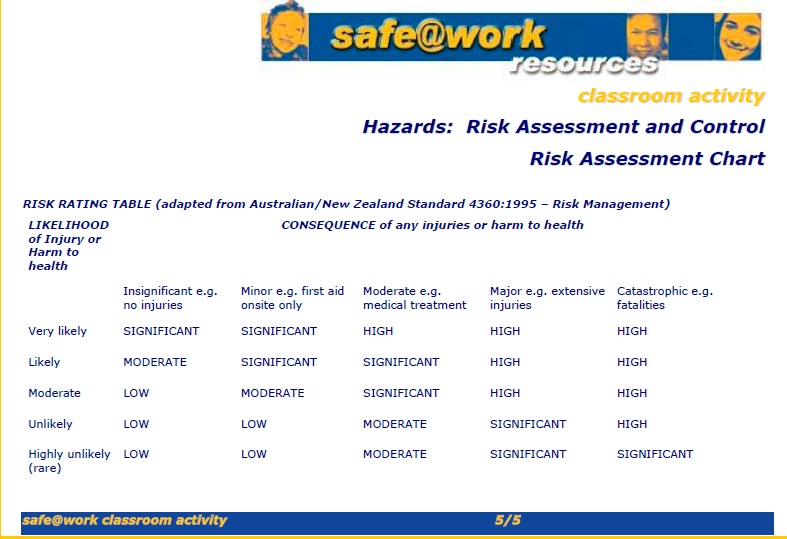 safe@work
resources
classroom activity
Hazards:  Risk Assessment and Control
Risk Assessment Chart
RISK RATING TABLE (adapted from Australian/New Zealand Standard 4360:1995 – Risk Management)
LIKELIHOOD of Injury or Harm to health CONSEQUENCE of any injuries or harm to health
Insignificant e.g. no injuries Minor e.g. first aid onsite only Moderate e.g. medical treatment Major e.g. extensive injuries Catastrophic e.g. fatalities
Very likely SIGNIFICANT SIGNIFICANT HIGH HIGH HIGH
Likely MODERATE SIGNIFICANT SIGNIFICANT HIGH HIGH
Moderate LOW MODERATE SIGNIFICANT HIGH HIGH
Unlikely LOW LOW MODERATE SIGNIFICANT HIGH
Highly unlikely (rare) LOW LOW MODERATE SIGNIFICANT SIGNIFICANT
safe@work classroom activity 5/5